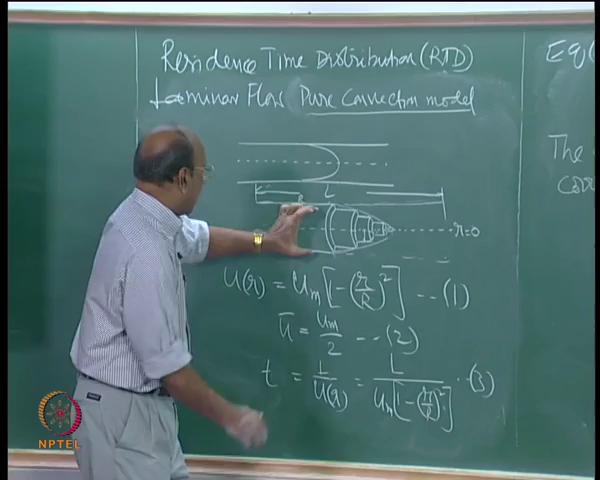 Residence Time Distribution (RTD)
Laminar Flow Pure Convection model
L
R
r=0
U(r) = Um [1-(r/R)²] -- (1)
ū = um/2 -- (2)
t = L/U(r) = L/Um[1-(r/R)²] -- (3)
EQ(
The
con
NPTEL